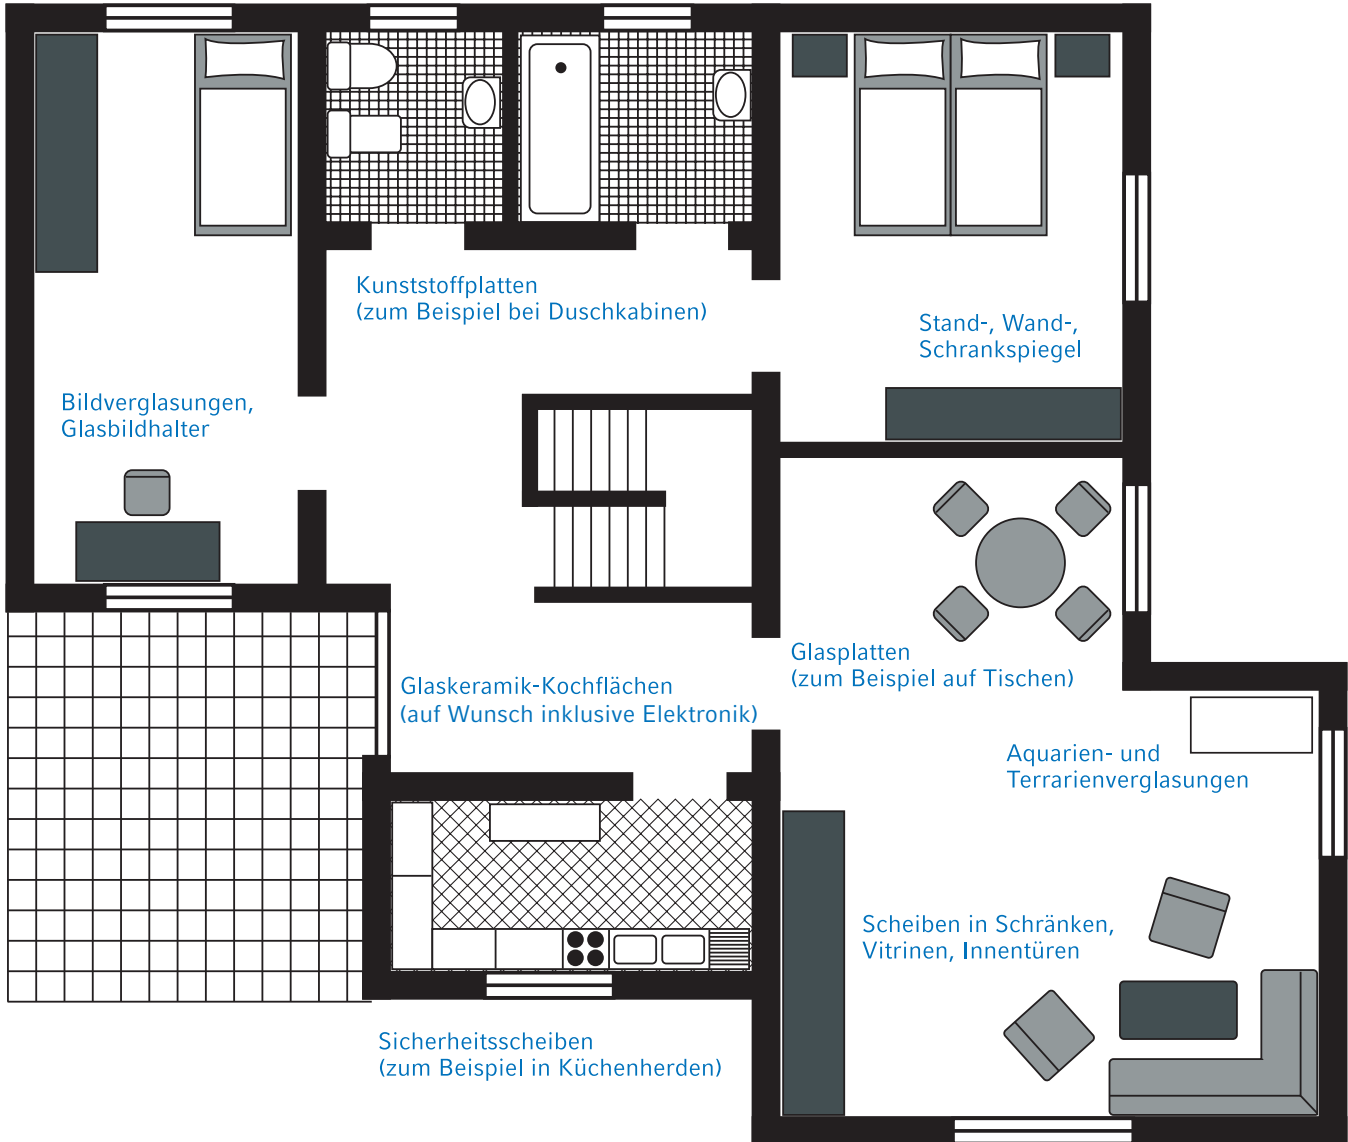 Kunststoffplatten
(zum Beispiel bei Duschkabinen)
Stand-, Wand-,
Schrankspiegel
Bildverglasungen,
Glasbildhalter
Glasplatten
(zum Beispiel auf Tischen)
Glaskeramik-Kochflächen
(auf Wunsch inklusive Elektronik)
Aquarien- und
Terrarienverglasungen
Scheiben in Schränken,
Vitrinen, Innentüren
Sicherheitsscheiben
(zum Beispiel in Küchenherden)